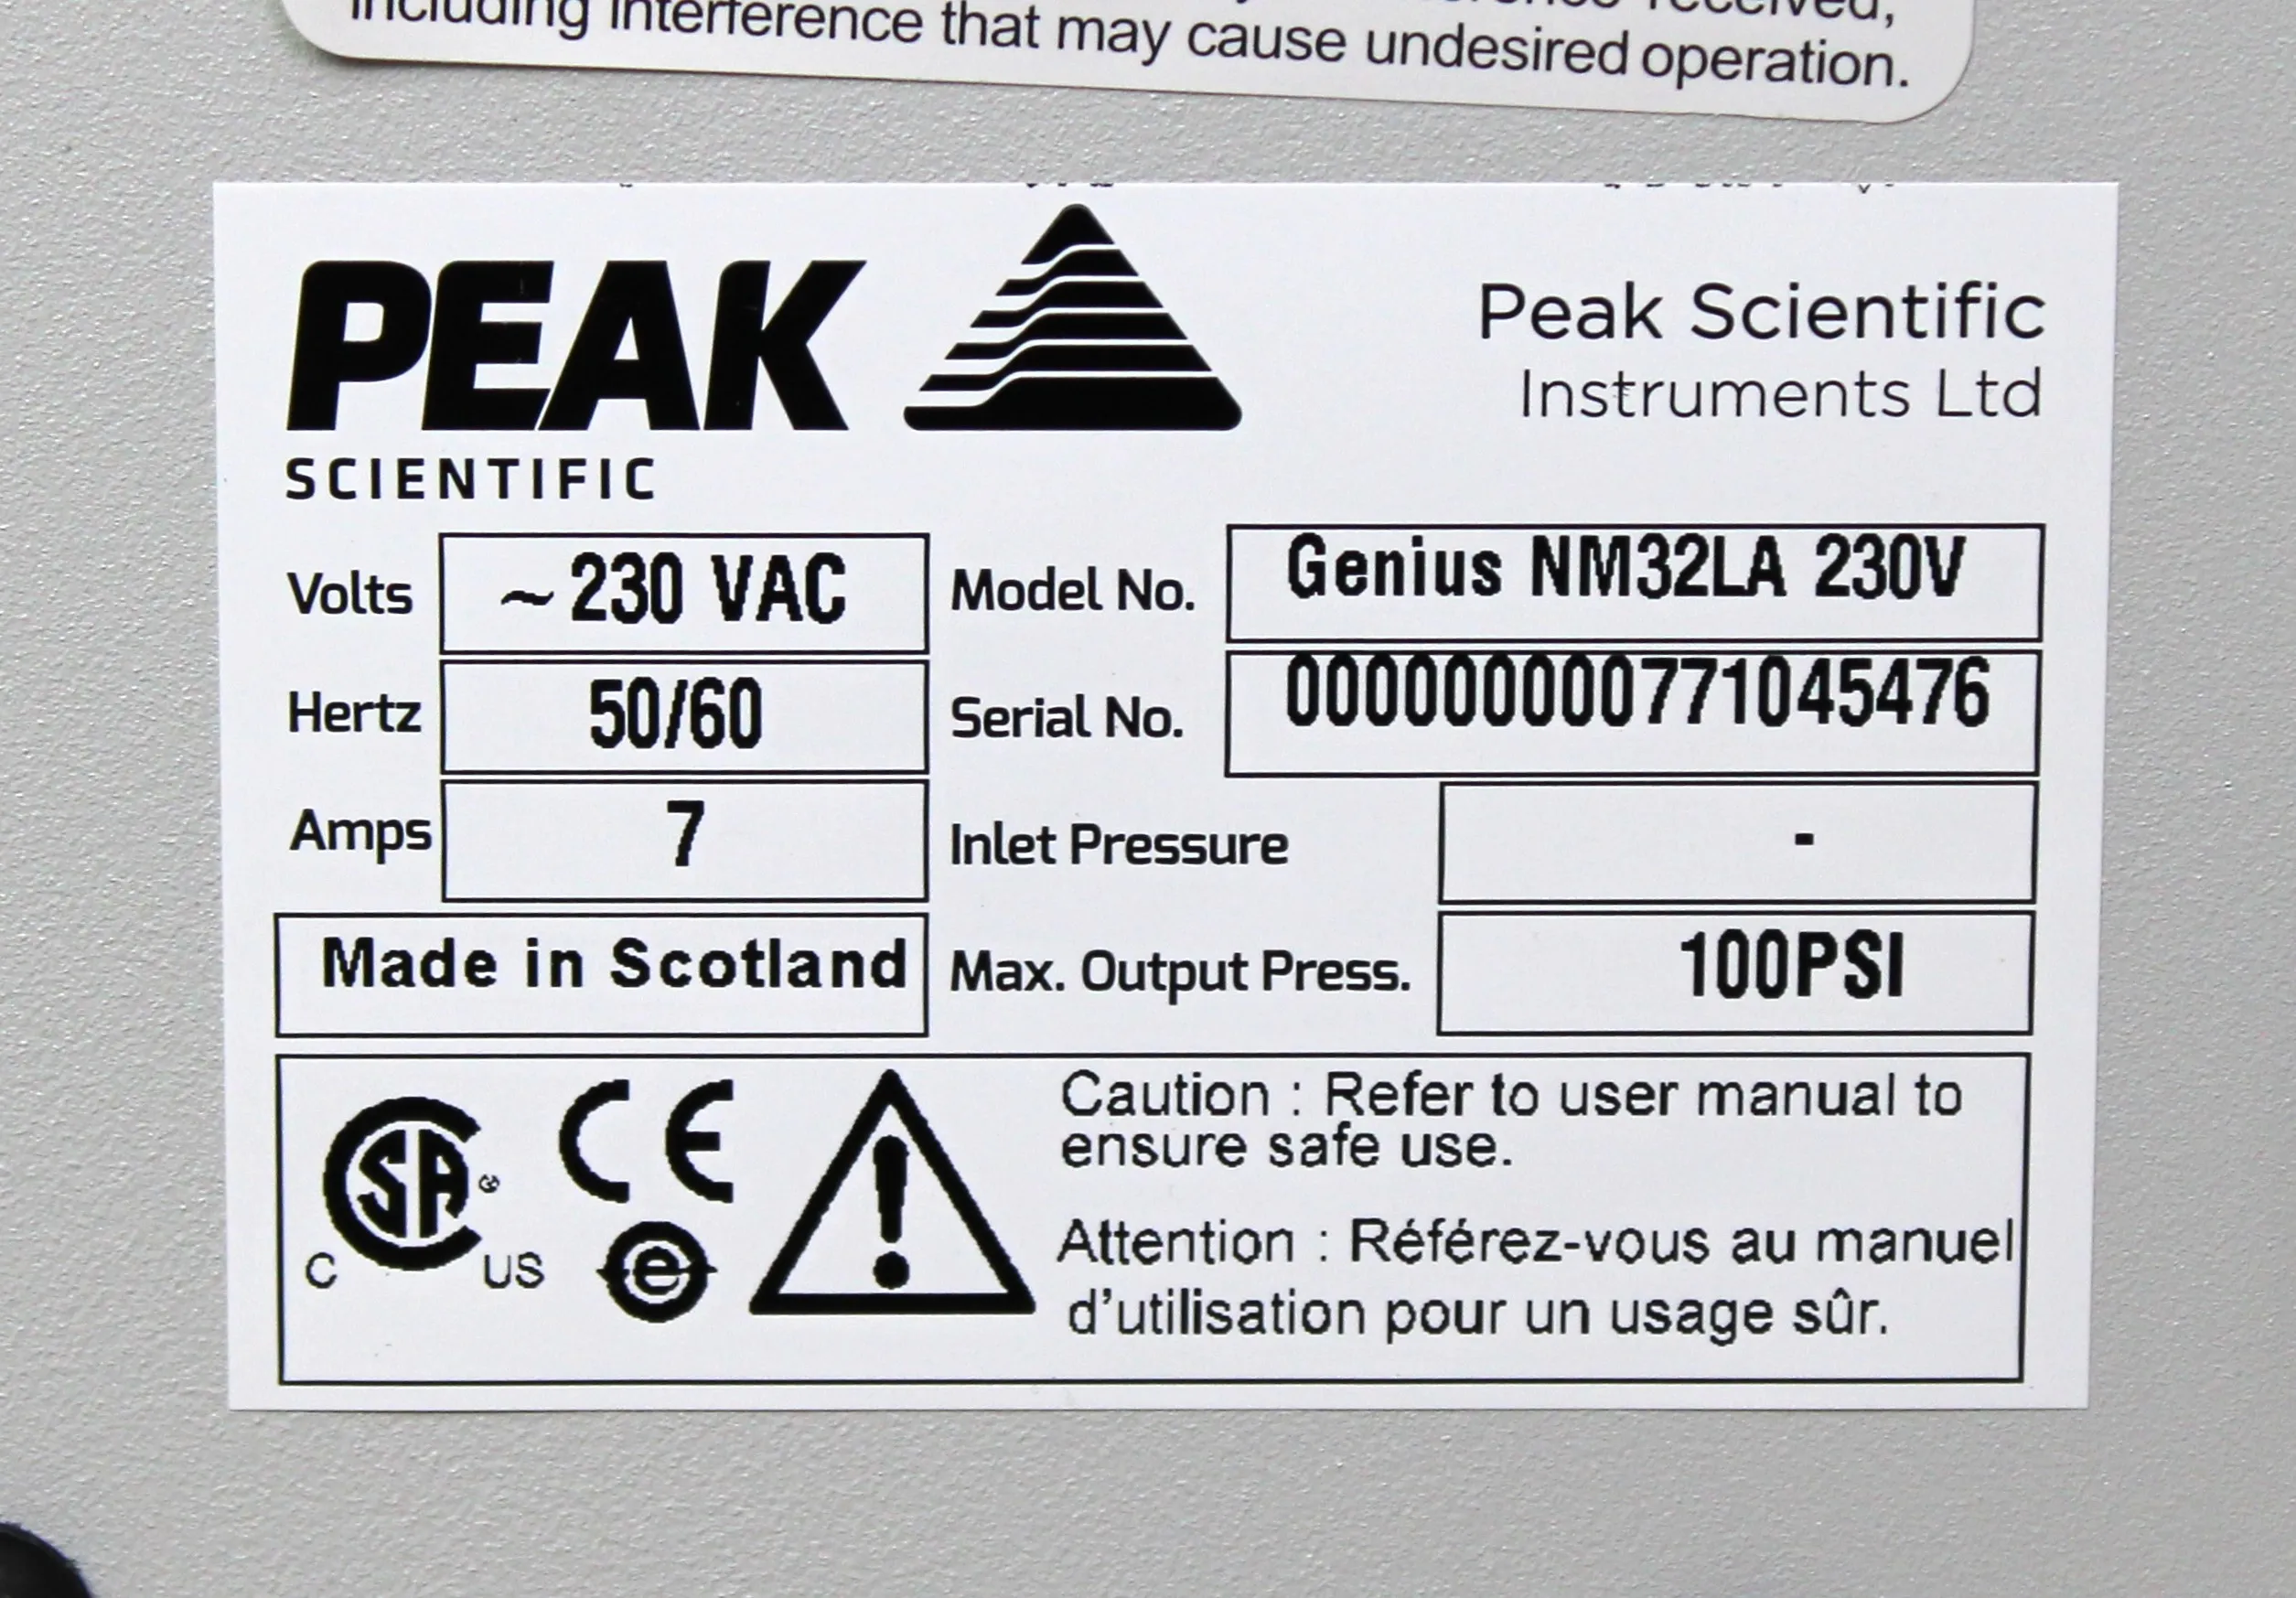 received,
including interference that may cause undesired operation.
PEAK
SCIENTIFIC
Peak Scientific
Instruments Ltd
Volts ~230 VAC Model No. Genius NM32LA 230V
Hertz 50/60 Serial No. 000000000771045476
Amps 7 Inlet Pressure -
Made in Scotland Max. Output Press. 100PSI
CSA ® C US
CE
e
!
Caution : Refer to user manual to
ensure safe use.
Attention : Référez-vous au manuel
d'utilisation pour un usage sûr.